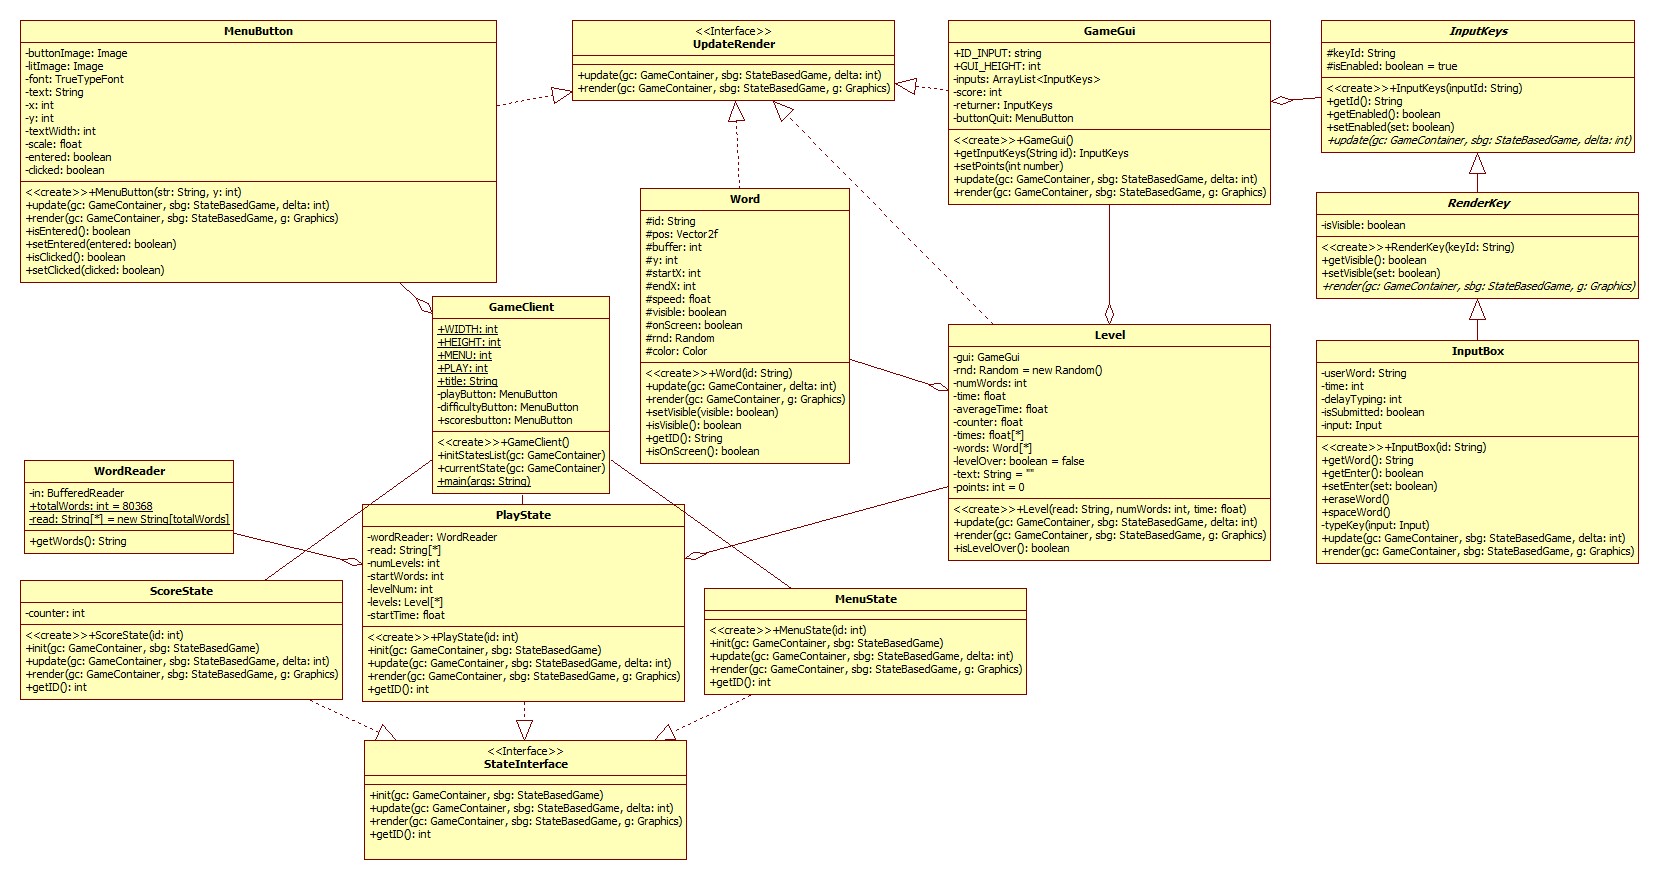 MenuButton
-buttonImage: Image
-litImage: Image
-font: TrueTypeFont
-text: String
-x: int
-y: int
-textWidth: int
-scale: float
-entered: boolean
-clicked: boolean
<<create>>+MenuButton(str: String, y: int)
+update(gc: GameContainer, sbg: StateBasedGame, delta: int)
+render(gc: GameContainer, sbg: StateBasedGame, g: Graphics)
+isEntered(): boolean
+setEntered(entered: boolean)
+isClicked(): boolean
+setClicked(clicked: boolean)
<<Interface>>
UpdateRender
+update(gc: GameContainer, sbg: StateBasedGame, delta: int)
+render(gc: GameContainer, sbg: StateBasedGame, g: Graphics)
GameGui
+ID_INPUT: string
+GUI_HEIGHT: int
-inputs: ArrayList<InputKeys>
-score: int
-returner: InputKeys
-buttonQuit: MenuButton
<<create>>+GameGui()
+getInputKeys(String id): InputKeys
+setPoints(int number)
+update(gc: GameContainer, sbg: StateBasedGame, delta: int)
+render(gc: GameContainer, sbg: StateBasedGame, g: Graphics)
InputKeys
#keyId: String
#isEnabled: boolean = true
<<create>>+InputKeys(inputId: String)
+getId(): String
+getEnabled(): boolean
+setEnabled(set: boolean)
+update(gc: GameContainer, sbg: StateBasedGame, delta: int)
Word
#id: String
#pos: Vector2f
#buffer: int
#y: int
#startX: int
#endX: int
#speed: float
#visible: boolean
#onScreen: boolean
#rnd: Random
#color: Color
<<create>>+Word(id: String)
+update(gc: GameContainer, delta: int)
+render(gc: GameContainer, g: Graphics)
+setVisible(visible: boolean)
+isVisible(): boolean
+getID(): String
+isOnScreen(): boolean
RenderKey
-isVisible: boolean
<<create>>+RenderKey(keyId: String)
+getVisible(): boolean
+setVisible(set: boolean)
+render(gc: GameContainer, sbg: StateBasedGame, g: Graphics)
GameClient
+WIDTH: int
+HEIGHT: int
+MENU: int
+PLAY: int
+title: String
-playButton: MenuButton
-difficultyButton: MenuButton
+scoresbutton: MenuButton
<<create>>+GameClient()
+initStatesList(gc: GameContainer)
+currentState(gc: GameContainer)
+main(args: String)
Level
-gui: GameGui
-rnd: Random = new Random()
-numWords: int
-time: float
-averageTime: float
-counter: float
-times: float[*]
-words: Word[*]
-levelOver: boolean = false
-text: String = ""
-points: int = 0
<<create>>+Level(read: String, numWords: int, time: float)
+update(gc: GameContainer, sbg: StateBasedGame, delta: int)
+render(gc: GameContainer, sbg: StateBasedGame, g: Graphics)
+isLevelOver(): boolean
InputBox
-userWord: String
-time: int
-delayTyping: int
-isSubmitted: boolean
-input: Input
<<create>>+InputBox(id: String)
+getWord(): String
+getEnter(): boolean
+setEnter(set: boolean)
+eraseWord()
+spaceWord()
-typeKey(input: Input)
+update(gc: GameContainer, sbg: StateBasedGame, delta: int)
+render(gc: GameContainer, sbg: StateBasedGame, g: Graphics)
WordReader
-in: BufferedReader
+totalWords: int = 80368
-read: String[*] = new String[totalWords]
+getWords(): String
PlayState
-wordReader: WordReader
-read: String[*]
-numLevels: int
-startWords: int
-levelNum: int
-levels: Level[*]
-startTime: float
<<create>>+PlayState(id: int)
+init(gc: GameContainer, sbg: StateBasedGame)
+update(gc: GameContainer, sbg: StateBasedGame, delta: int)
+render(gc: GameContainer, sbg: StateBasedGame, g: Graphics)
+getID(): int
ScoreState
-counter: int
<<create>>+ScoreState(id: int)
+init(gc: GameContainer, sbg: StateBasedGame)
+update(gc: GameContainer, sbg: StateBasedGame, delta: int)
+render(gc: GameContainer, sbg: StateBasedGame, g: Graphics)
+getID(): int
MenuState
<<create>>+MenuState(id: int)
+init(gc: GameContainer, sbg: StateBasedGame)
+update(gc: GameContainer, sbg: StateBasedGame, delta: int)
+render(gc: GameContainer, sbg: StateBasedGame, g: Graphics)
+getID(): int
<<Interface>>
StateInterface
+init(gc: GameContainer, sbg: StateBasedGame)
+update(gc: GameContainer, sbg: StateBasedGame, delta: int)
+render(gc: GameContainer, sbg: StateBasedGame, g: Graphics)
+getID(): int